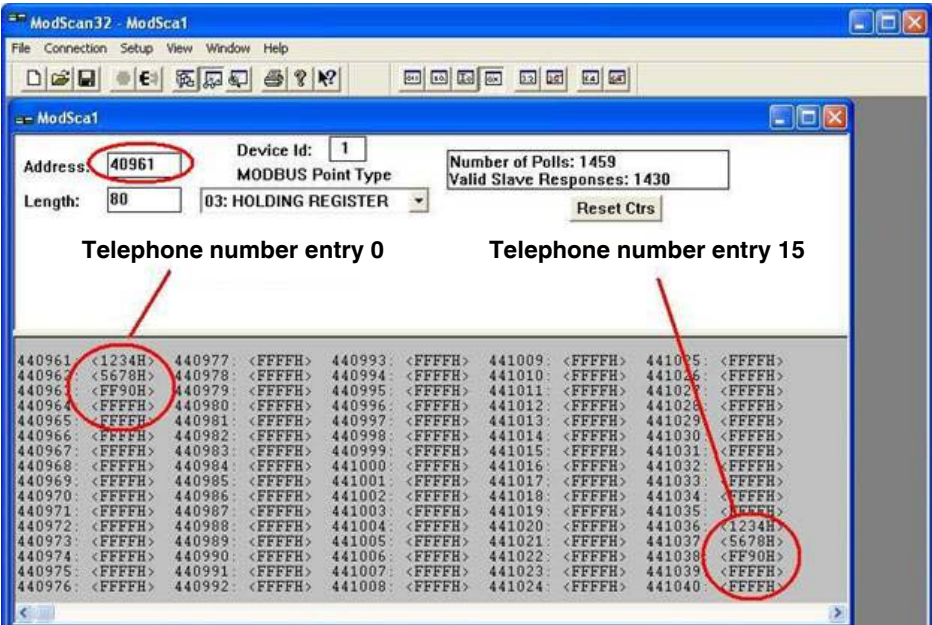 ModScan32 - ModSca1
File Connection Setup View Window Help
ModSca1
Address: 40961
Device Id: 1
MODBUS Point Type
Length: 80
03: HOLDING REGISTER
Number of Polls: 1459
Valid Slave Responses: 1430
Reset Ctrs
Telephone number entry 0 Telephone number entry 15
440961: <1234H> 440977: <FFFFH> 440993: <FFFFH> 441009: <FFFFH> 441025: <FFFFH>
440962: <5678H> 440978: <FFFFH> 440994: <FFFFH> 441010: <FFFFH> 441026: <FFFFH>
440963: <FF90H> 440979: <FFFFH> 440995: <FFFFH> 441011: <FFFFH> 441027: <FFFFH>
440964: <FFFFH> 440980: <FFFFH> 440996: <FFFFH> 441012: <FFFFH> 441028: <FFFFH>
440965: <FFFFH> 440981: <FFFFH> 440997: <FFFFH> 441013: <FFFFH> 441029: <FFFFH>
440966: <FFFFH> 440982: <FFFFH> 440998: <FFFFH> 441014: <FFFFH> 441030: <FFFFH>
440967: <FFFFH> 440983: <FFFFH> 440999: <FFFFH> 441015: <FFFFH> 441031: <FFFFH>
440968: <FFFFH> 440984: <FFFFH> 441000: <FFFFH> 441016: <FFFFH> 441032: <FFFFH>
440969: <FFFFH> 440985: <FFFFH> 441001: <FFFFH> 441017: <FFFFH> 441033: <FFFFH>
440970: <FFFFH> 440986: <FFFFH> 441002: <FFFFH> 441018: <FFFFH> 441034: <FFFFH>
440971: <FFFFH> 440987: <FFFFH> 441003: <FFFFH> 441019: <FFFFH> 441035: <FFFFH>
440972: <FFFFH> 440988: <FFFFH> 441004: <FFFFH> 441020: <FFFFH> 441036: <1234H>
440973: <FFFFH> 440989: <FFFFH> 441005: <FFFFH> 441021: <FFFFH> 441037: <5678H>
440974: <FFFFH> 440990: <FFFFH> 441006: <FFFFH> 441022: <FFFFH> 441038: <FF90H>
440975: <FFFFH> 440991: <FFFFH> 441007: <FFFFH> 441023: <FFFFH> 441039: <FFFFH>
440976: <FFFFH> 440992: <FFFFH> 441008: <FFFFH> 441024: <FFFFH> 441040: <FFFFH>